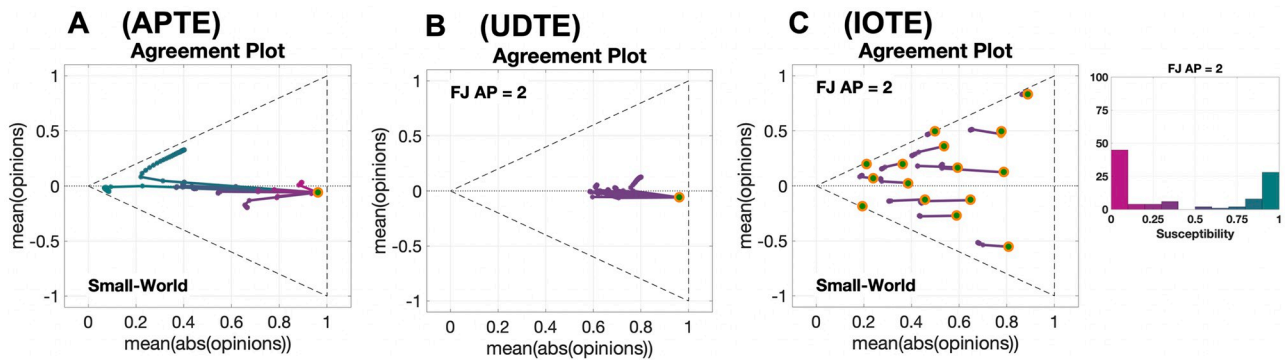 A (APTE)
Agreement Plot
1
0.5
0
-0.5
-1
mean(opinions)
Small-World
0 0.2 0.4 0.6 0.8 1
mean(abs(opinions))
B (UDTE)
Agreement Plot
FJ AP = 2
1
0.5
0
-0.5
-1
mean(opinions)
0 0.2 0.4 0.6 0.8 1
mean(abs(opinions))
C (IOTE)
Agreement Plot
FJ AP = 2
1
0.5
0
-0.5
-1
mean(opinions)
Small-World
0 0.2 0.4 0.6 0.8 1
mean(abs(opinions))
FJ AP = 2
100
75
50
25
0
0 0.25 0.5 0.75 1
Susceptibility